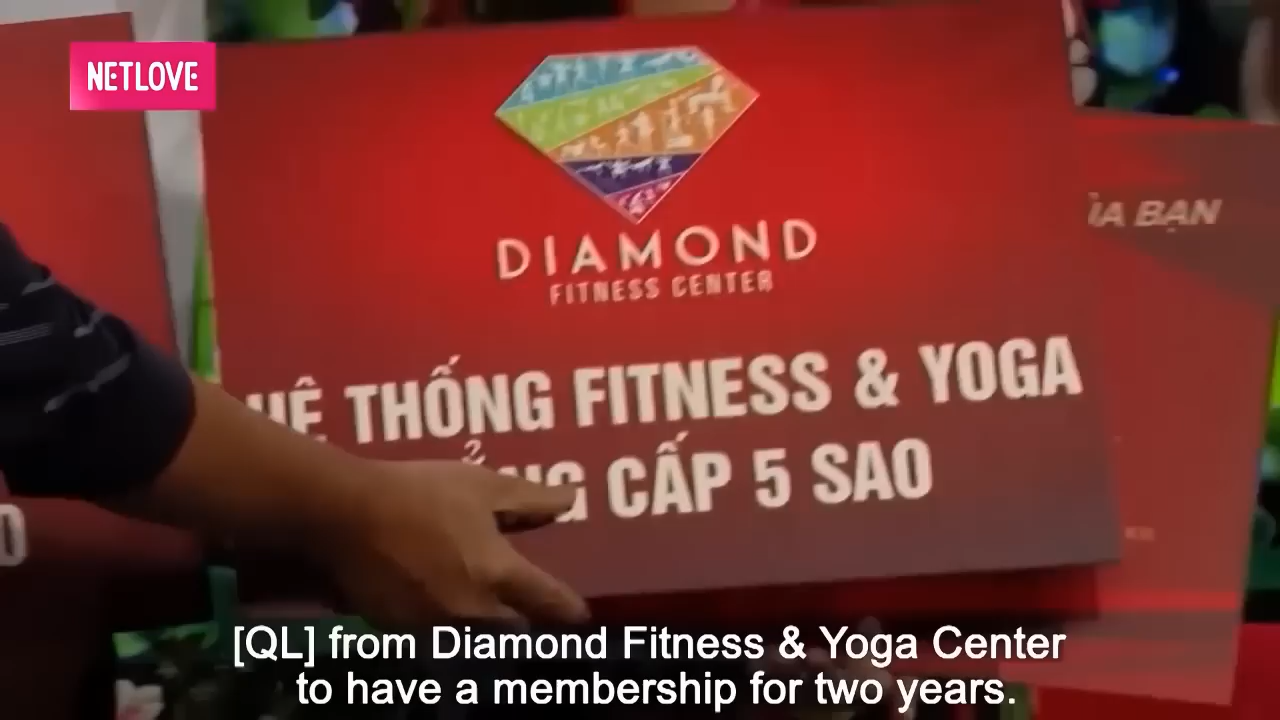 NETLOVE
DIAMOND
FITNESS CENTER
HỆ THỐNG FITNESS & YOGA
CẤP 5 SAO
BẠN
[QL] from Diamond Fitness & Yoga Center
to have a membership for two years.